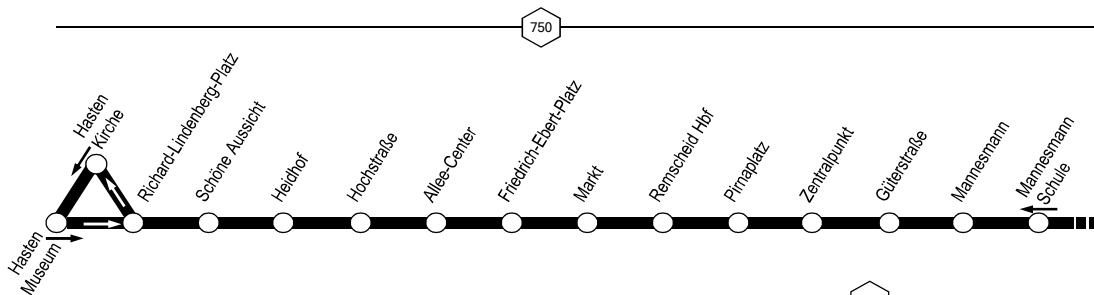 750
Hasten
Kirche
Richard-Lindenberg-Platz
Schöne Aussicht
Heidhof
Hochstraße
Allee-Center
Friedrich-Ebert-Platz
Markt
Remscheid Hbf
Pirnaplatz
Zentralpunkt
Güterstraße
Mannesmann
Mannesmann
Schule
Hasten
Museum